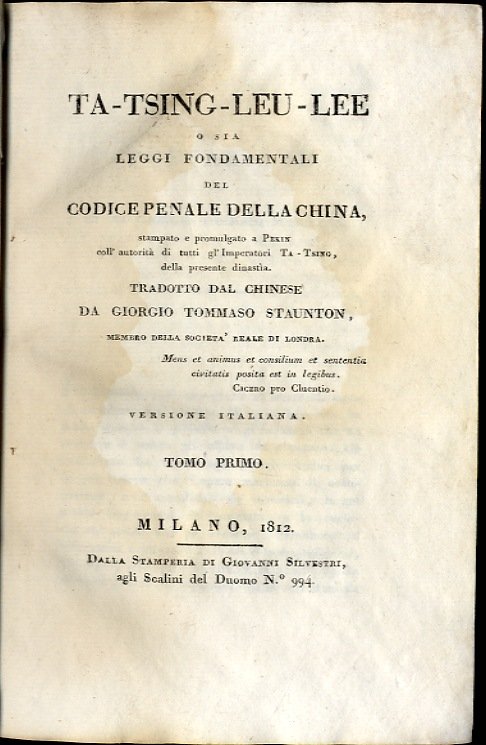 TA-TSING-LEU-LEE
O SIA
LEGGI FONDAMENTALI
DEL
CODICE PENALE DELLA CHINA,
stampato e promulgato a PEKIN
coll' autorità di tutti gl' Imperatori TA-TSING,
della presente dinastìa.
TRADOTTO DAL CHINESE
DA GIORGIO TOMMASO STAUNTON,
MEMBRO DELLA SOCIETA' REALE DI LONDRA.
Mens et animus et consilium et sententia
civitatis posita est in legibus.
CICERO pro Cluentio.
VERSIONE ITALIANA.
TOMO PRIMO.
MILANO, 1812.
DALLA STAMPERIA DI GIOVANNI SILVESTRI,
agli Scalini del Duomo N.° 994.